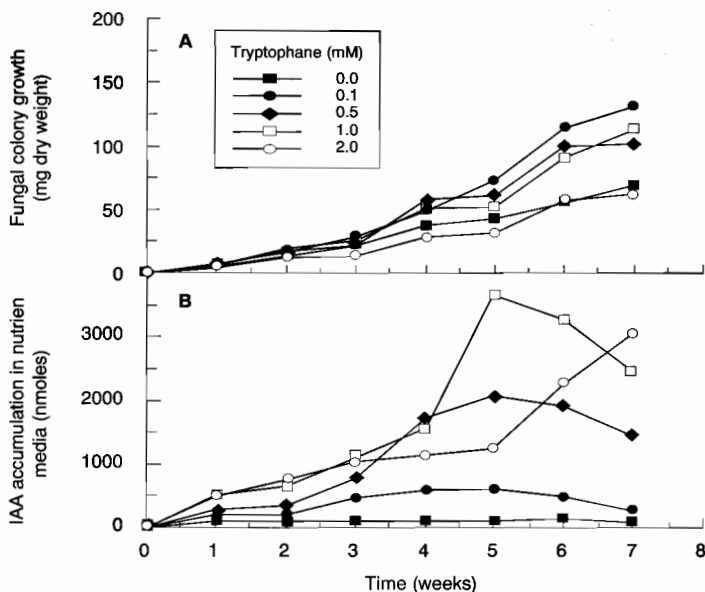 200
A
Tryptophane (mM)
0.0
0.1
0.5
1.0
2.0
150
100
50
0
Fungal colony growth
(mg dry weight)
B
3000
2000
1000
0
IAA accumulation in nutrien
media (nmoles)
0 1 2 3 4 5 6 7 8
Time (weeks)